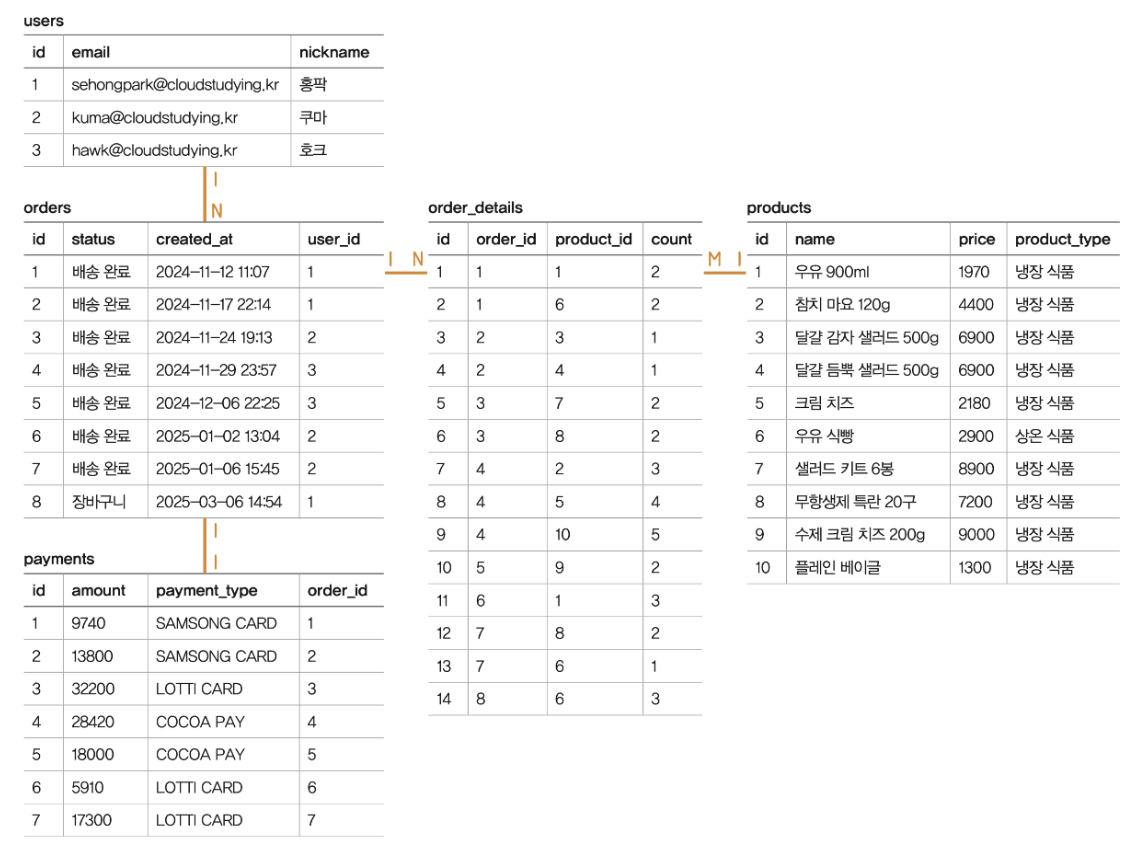 users
id email nickname
1 sehongpark@cloudstudying.kr 홍팍
2 kuma@cloudstudying.kr 쿠마
3 hawk@cloudstudying.kr 호크
1
N
orders
id status created_at user_id
1 배송 완료 2024-11-12 11:07 1
2 배송 완료 2024-11-17 22:14 1
3 배송 완료 2024-11-24 19:13 2
4 배송 완료 2024-11-29 23:57 3
5 배송 완료 2024-12-06 22:25 3
6 배송 완료 2025-01-02 13:04 2
7 배송 완료 2025-01-06 15:45 2
8 장바구니 2025-03-06 14:54 1
1
1
payments
id amount payment_type order_id
1 9740 SAMSONG CARD 1
2 13800 SAMSONG CARD 2
3 32200 LOTTI CARD 3
4 28420 COCOA PAY 4
5 18000 COCOA PAY 5
6 5910 LOTTI CARD 6
7 17300 LOTTI CARD 7
1 N
order_details
id order_id product_id count
1 1 1 2
2 1 6 2
3 2 3 1
4 2 4 1
5 3 7 2
6 3 8 2
7 4 2 3
8 4 5 4
9 4 10 5
10 5 9 2
11 6 1 3
12 7 8 2
13 7 6 1
14 8 6 3
M 1
products
id name price product_type
1 우유 900ml 1970 냉장 식품
2 참치 마요 120g 4400 냉장 식품
3 달걀 감자 샐러드 500g 6900 냉장 식품
4 달걀 듬뿍 샐러드 500g 6900 냉장 식품
5 크림 치즈 2180 냉장 식품
6 우유 식빵 2900 상온 식품
7 샐러드 키트 6봉 8900 냉장 식품
8 무항생제 특란 20구 7200 냉장 식품
9 수제 크림 치즈 200g 9000 냉장 식품
10 플레인 베이글 1300 냉장 식품